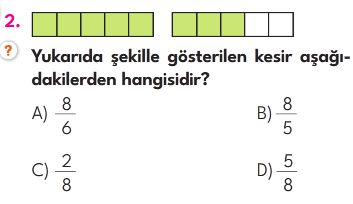 2.
? Yukarıda şekille gösterilen kesir aşağı-
dakilerden hangisidir?
A) 8/6 B) 8/5
C) 2/8 D) 5/8